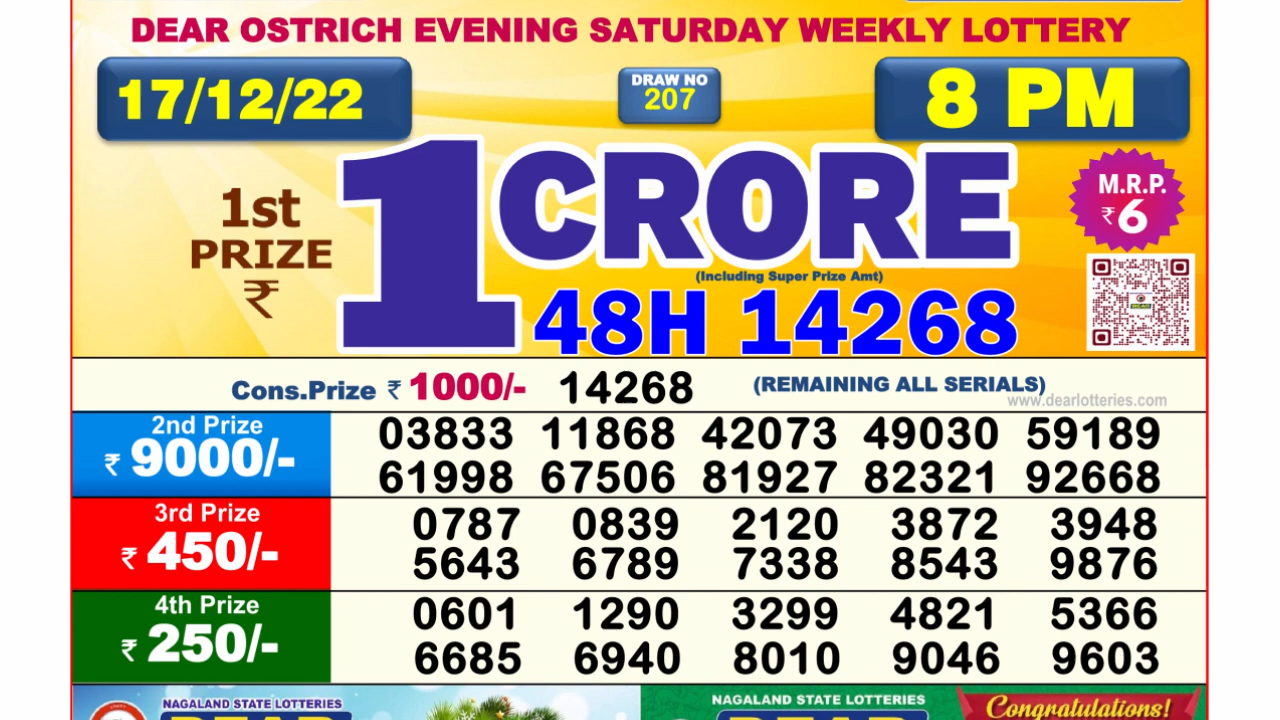 DEAR OSTRICH EVENING SATURDAY WEEKLY LOTTERY
17/12/22
DRAW NO
207
8 PM
1st
PRIZE
₹
1 CRORE
(Including Super Prize Amt)
48H 14268
M.R.P.
₹ 6
Cons.Prize ₹ 1000/- 14268 (REMAINING ALL SERIALS)
www.dearlotteries.com
2nd Prize
₹ 9000/-
03833 11868 42073 49030 59189
61998 67506 81927 82321 92668
3rd Prize
₹ 450/-
0787 0839 2120 3872 3948
5643 6789 7338 8543 9876
4th Prize
₹ 250/-
0601 1290 3299 4821 5366
6685 6940 8010 9046 9603
NAGALAND STATE LOTTERIES
DEAR
NAGALAND STATE LOTTERIES
DEAR
Congratulations!